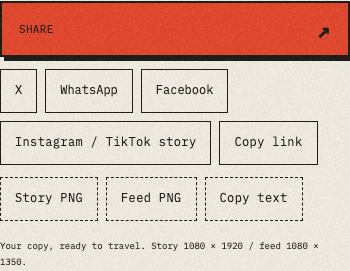 SHARE ↗
X WhatsApp Facebook
Instagram / TikTok story Copy link
Story PNG Feed PNG Copy text
Your copy, ready to travel. Story 1080 × 1920 / feed 1080 ×
1350.